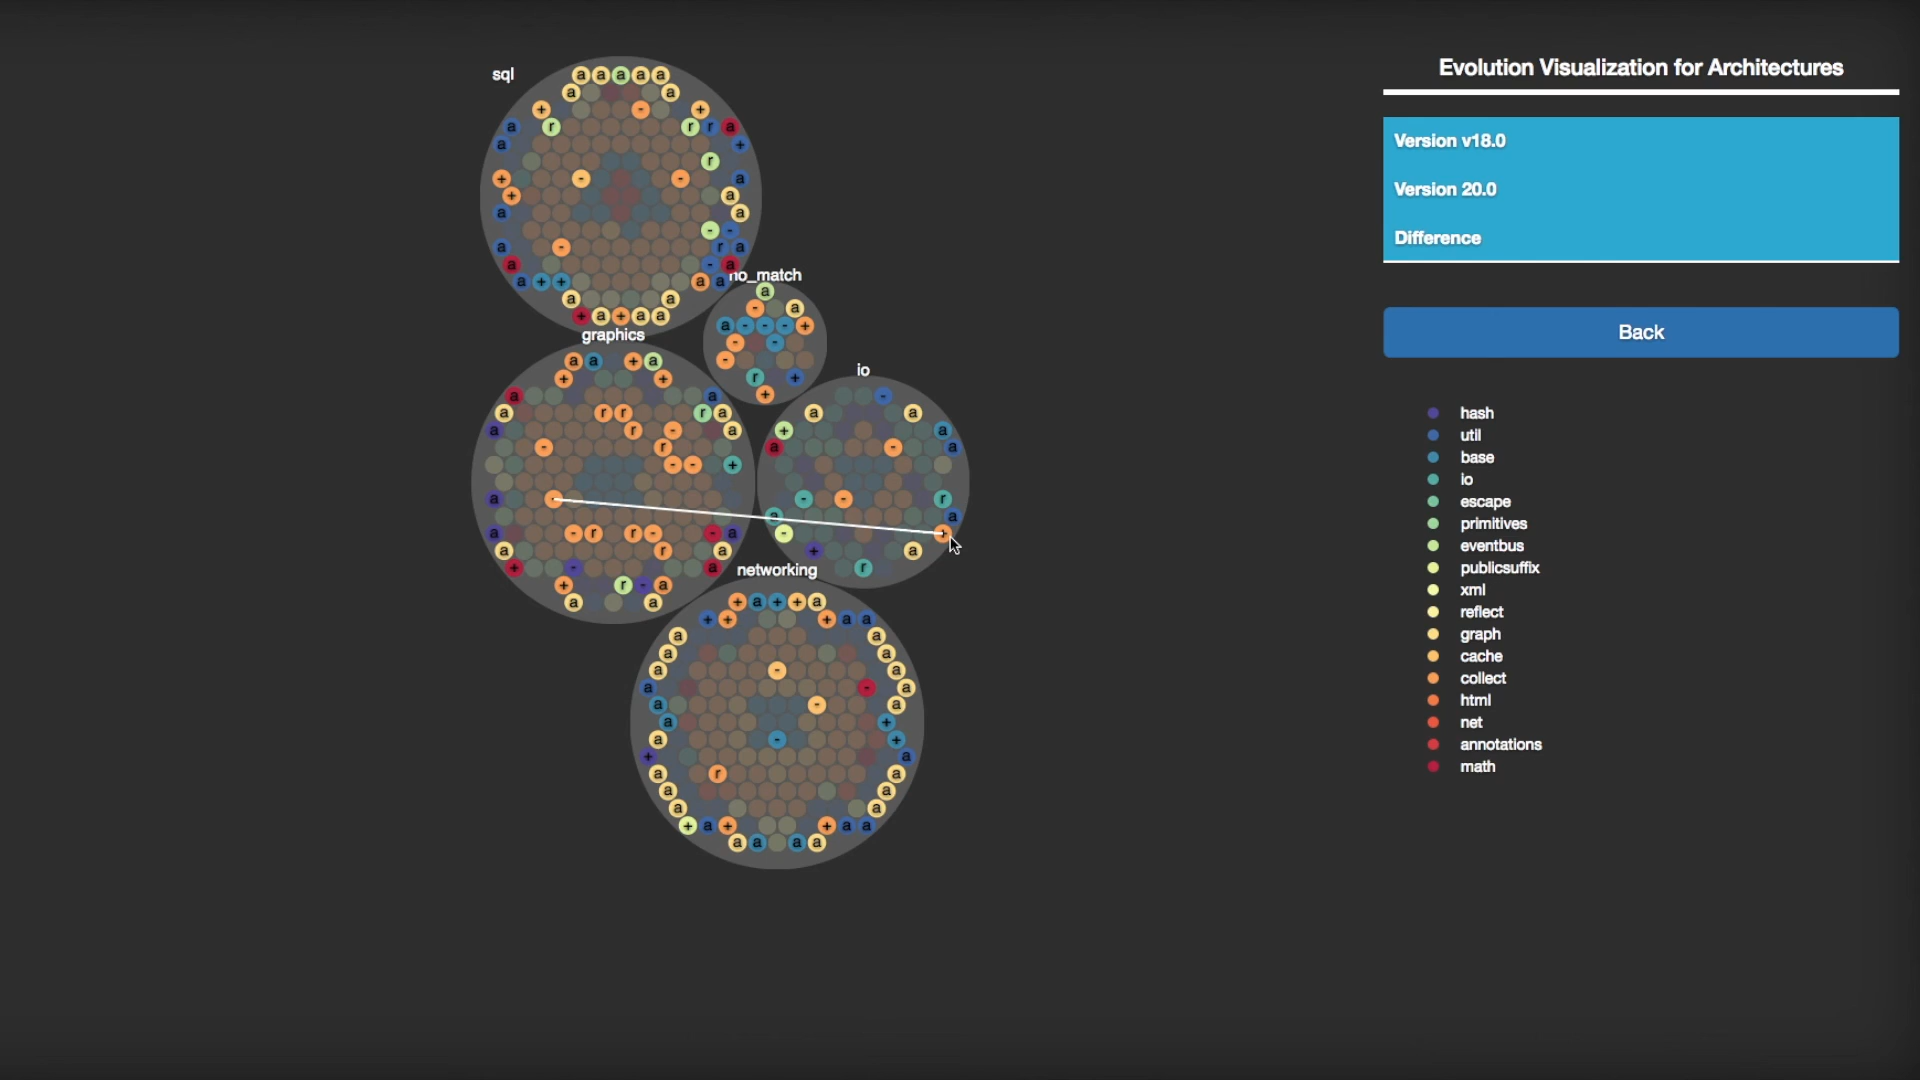 Evolution Visualization for Architectures
Version v18.0
Version 20.0
Difference
Back
sql
no_match
graphics
io
networking
hash
util
base
io
escape
primitives
eventbus
publicsuffix
xml
reflect
graph
cache
collect
html
net
annotations
math